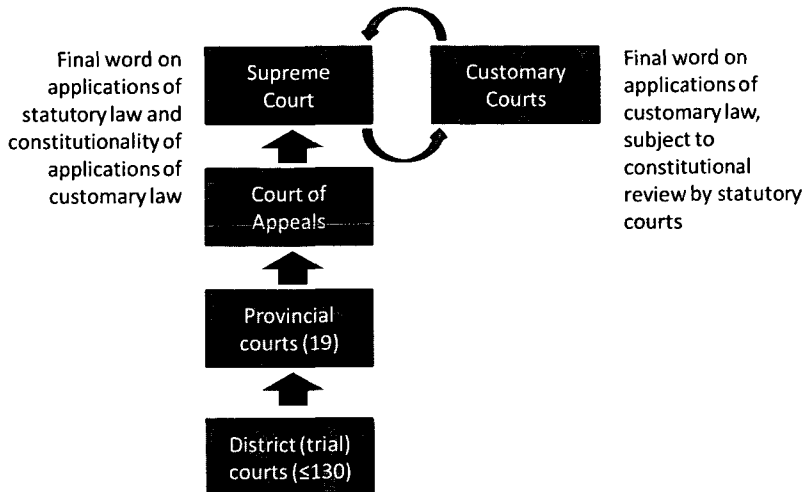 Final word on
applications of
statutory law and
constitutionality of
applications of
customary law
Supreme
Court
Customary
Courts
Final word on
applications of
customary law,
subject to
constitutional
review by statutory
courts
Court of
Appeals
Provincial
courts (19)
District (trial)
courts (≤130)